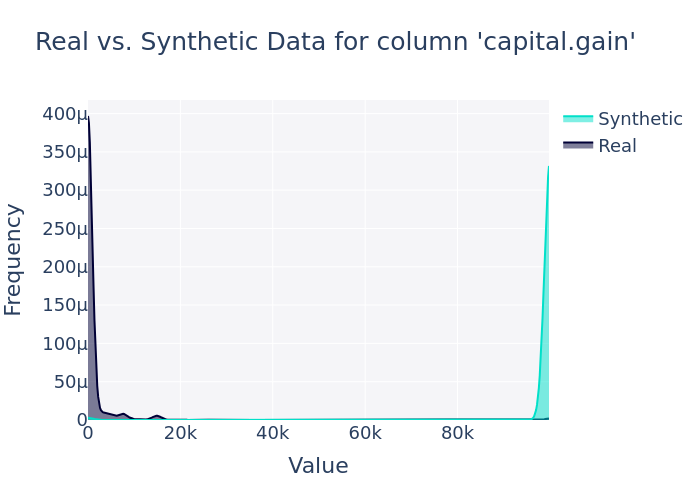 Real vs. Synthetic Data for column 'capital.gain'
Synthetic
Real
Frequency
400μ
350μ
300μ
250μ
200μ
150μ
100μ
50μ
0
0
20k
40k
60k
80k
Value